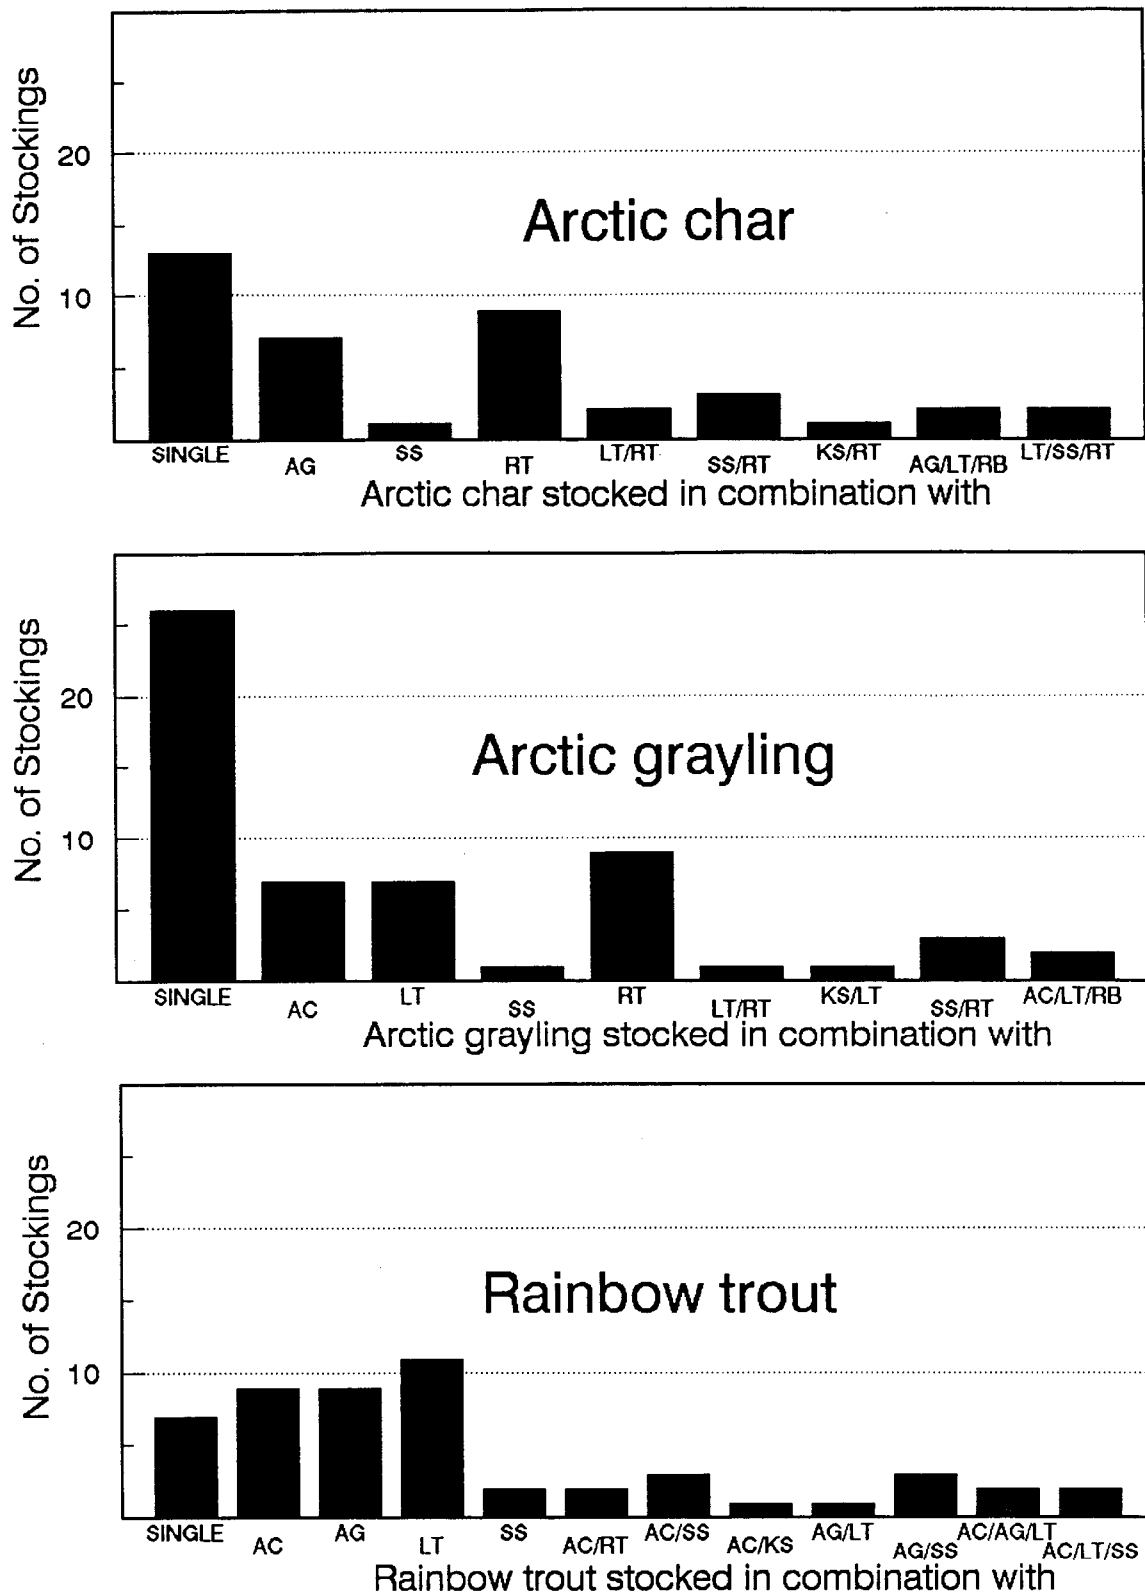 No. of Stockings
20
10
Arctic char
SINGLE AG SS RT LT/RT SS/RT KS/RT AG/LT/RB LT/SS/RT
Arctic char stocked in combination with
No. of Stockings
20
10
Arctic grayling
SINGLE AC LT SS RT LT/RT KS/LT SS/RT AC/LT/RB
Arctic grayling stocked in combination with
No. of Stockings
20
10
Rainbow trout
SINGLE AC AG LT SS AC/RT AC/SS AC/KS AG/LT AG/SS AC/AG/LT AC/LT/SS
Rainbow trout stocked in combination with